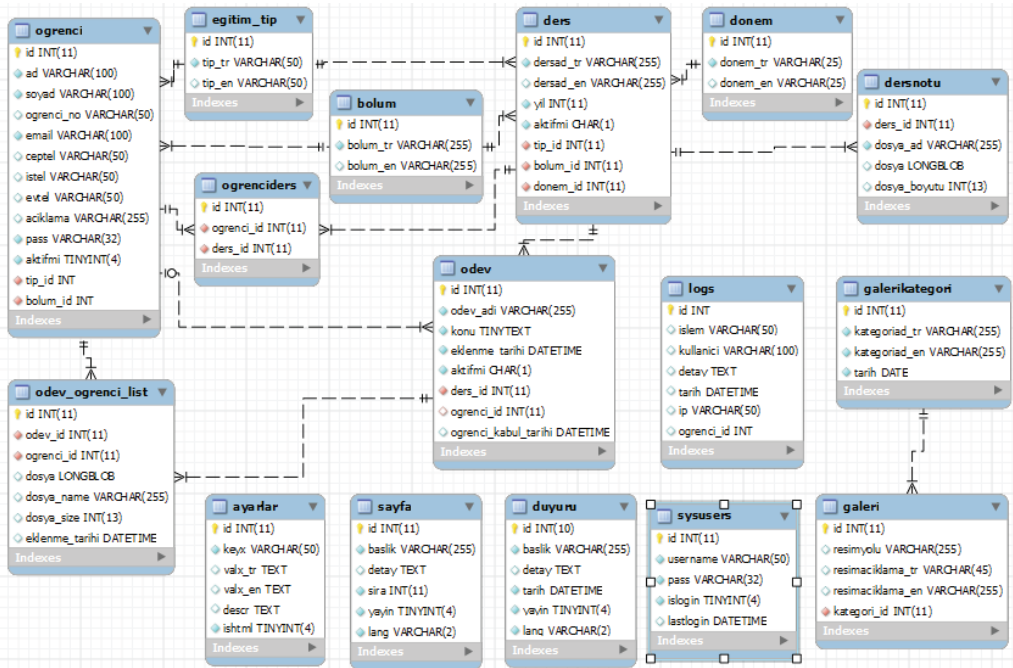 ogrenci
id INT(11)
ad VARCHAR(100)
soyad VARCHAR(100)
ogrenci_no VARCHAR(50)
email VARCHAR(100)
ceptel VARCHAR(50)
istel VARCHAR(50)
evtel VARCHAR(50)
aciklama VARCHAR(255)
pass VARCHAR(32)
aktifmi TINYINT(4)
tip_id INT
bolum_id INT
Indexes
egitim_tip
id INT(11)
tip_tr VARCHAR(50)
tip_en VARCHAR(50)
Indexes
bolum
id INT(11)
bolum_tr VARCHAR(255)
bolum_en VARCHAR(255)
Indexes
ogrenciders
id INT(11)
ogrenci_id INT(11)
ders_id INT(11)
Indexes
ders
id INT(11)
dersad_tr VARCHAR(255)
dersad_en VARCHAR(255)
yil INT(11)
aktifmi CHAR(1)
tip_id INT(11)
bolum_id INT(11)
donem_id INT(11)
Indexes
donem
id INT(11)
donem_tr VARCHAR(25)
donem_en VARCHAR(25)
Indexes
dersnotu
id INT(11)
ders_id INT(11)
dosya_ad VARCHAR(255)
dosya LONGBLOB
dosya_boyutu INT(13)
Indexes
odev
id INT(11)
odev_adi VARCHAR(255)
konu TINYTEXT
eklenme_tarihi DATETIME
aktifmi CHAR(1)
ders_id INT(11)
ogrenci_id INT(11)
ogrenci_kabul_tarihi DATETIME
Indexes
logs
id INT
islem VARCHAR(50)
kullanici VARCHAR(100)
detay TEXT
tarih DATETIME
ip VARCHAR(50)
ogrenci_id INT
Indexes
galerikategori
id INT(11)
kategoriad_tr VARCHAR(255)
kategoriad_en VARCHAR(255)
tarih DATE
Indexes
odev_ogrenci_list
id INT(11)
odev_id INT(11)
ogrenci_id INT(11)
dosya LONGBLOB
dosya_name VARCHAR(255)
dosya_size INT(13)
eklenme_tarihi DATETIME
Indexes
ayarlar
id INT(11)
keyx VARCHAR(50)
valx_tr TEXT
valx_en TEXT
descr TEXT
ishtml TINYINT(4)
Indexes
sayfa
id INT(11)
baslik VARCHAR(255)
detay TEXT
sira INT(11)
yayin TINYINT(4)
lang VARCHAR(2)
Indexes
duyuru
id INT(10)
baslik VARCHAR(255)
detay TEXT
tarih DATETIME
yayin TINYINT(4)
lang VARCHAR(2)
Indexes
sysusers
id INT(11)
username VARCHAR(50)
pass VARCHAR(32)
islogin TINYINT(4)
lastlogin DATETIME
Indexes
galeri
id INT(11)
resimyolu VARCHAR(255)
resimaciklama_tr VARCHAR(45)
resimaciklama_en VARCHAR(255)
kategori_id INT(11)
Indexes